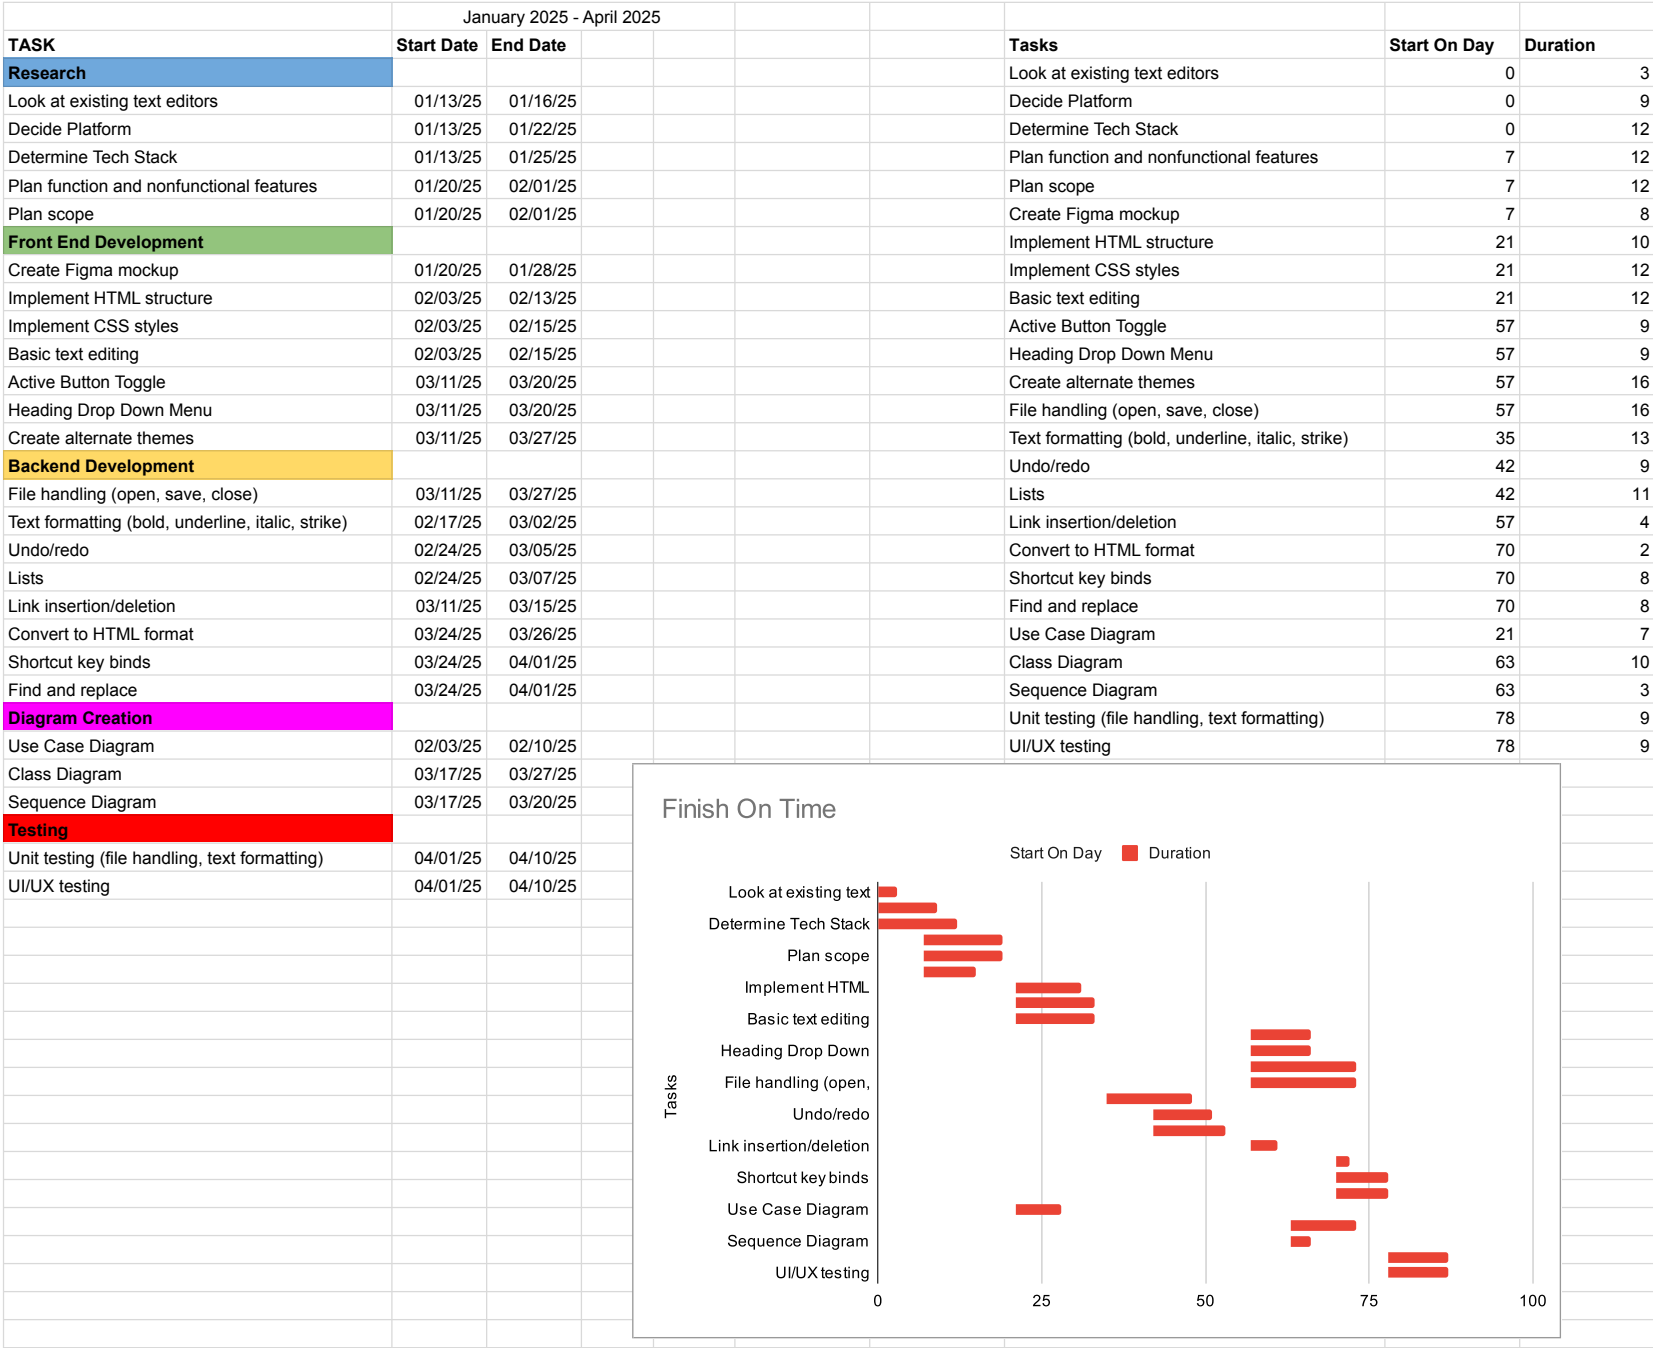 January 2025 - April 2025
TASK Start Date End Date Tasks Start On Day Duration
Research Look at existing text editors 0 3
Look at existing text editors 01/13/25 01/16/25 Decide Platform 0 9
Decide Platform 01/13/25 01/22/25 Determine Tech Stack 0 12
Determine Tech Stack 01/13/25 01/25/25 Plan function and nonfunctional features 7 12
Plan function and nonfunctional features 01/20/25 02/01/25 Plan scope 7 12
Plan scope 01/20/25 02/01/25 Create Figma mockup 7 8
Front End Development Implement HTML structure 21 10
Create Figma mockup 01/20/25 01/28/25 Implement CSS styles 21 12
Implement HTML structure 02/03/25 02/13/25 Basic text editing 21 12
Implement CSS styles 02/03/25 02/15/25 Active Button Toggle 57 9
Basic text editing 02/03/25 02/15/25 Heading Drop Down Menu 57 9
Active Button Toggle 03/11/25 03/20/25 Create alternate themes 57 16
Heading Drop Down Menu 03/11/25 03/20/25 File handling (open, save, close) 57 16
Create alternate themes 03/11/25 03/27/25 Text formatting (bold, underline, italic, strike) 35 13
Backend Development Undo/redo 42 9
File handling (open, save, close) 03/11/25 03/27/25 Lists 42 11
Text formatting (bold, underline, italic, strike) 02/17/25 03/02/25 Link insertion/deletion 57 4
Undo/redo 02/24/25 03/05/25 Convert to HTML format 70 2
Lists 02/24/25 03/07/25 Shortcut key binds 70 8
Link insertion/deletion 03/11/25 03/15/25 Find and replace 70 8
Convert to HTML format 03/24/25 03/26/25 Use Case Diagram 21 7
Shortcut key binds 03/24/25 04/01/25 Class Diagram 63 10
Find and replace 03/24/25 04/01/25 Sequence Diagram 63 3
Diagram Creation Unit testing (file handling, text formatting) 78 9
Use Case Diagram 02/03/25 02/10/25 UI/UX testing 78 9
Class Diagram 03/17/25 03/27/25
Sequence Diagram 03/17/25 03/20/25
Testing
Unit testing (file handling, text formatting) 04/01/25 04/10/25
UI/UX testing 04/01/25 04/10/25
Finish On Time
Start On Day Duration
Look at existing text
Determine Tech Stack
Plan scope
Implement HTML
Basic text editing
Heading Drop Down
File handling (open,
Undo/redo
Link insertion/deletion
Shortcut key binds
Use Case Diagram
Sequence Diagram
UI/UX testing
Tasks
0 25 50 75 100